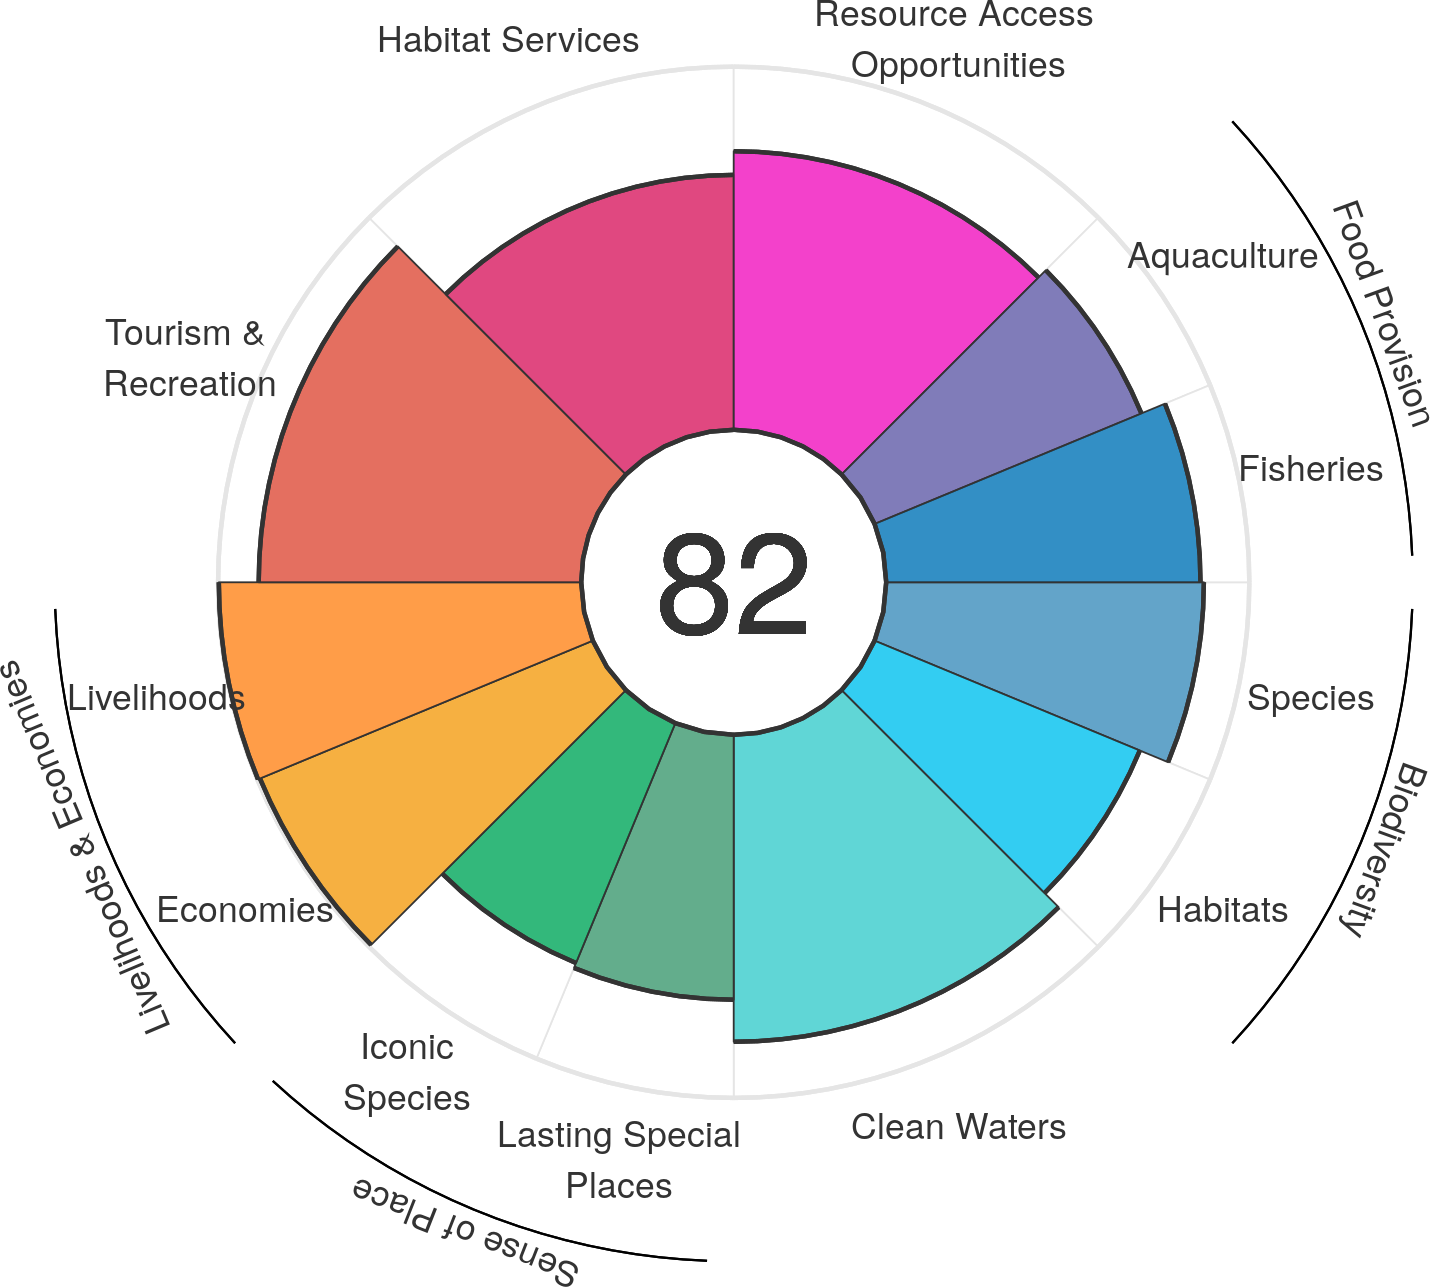 Resource Access
Opportunities
Habitat Services
Aquaculture
Food Provision
Tourism &
Recreation
Fisheries
82
Livelihoods
Species
Livelihoods & Economies
Biodiversity
Economies
Habitats
Iconic
Species
Lasting Special
Places
Clean Waters
Sense of Place